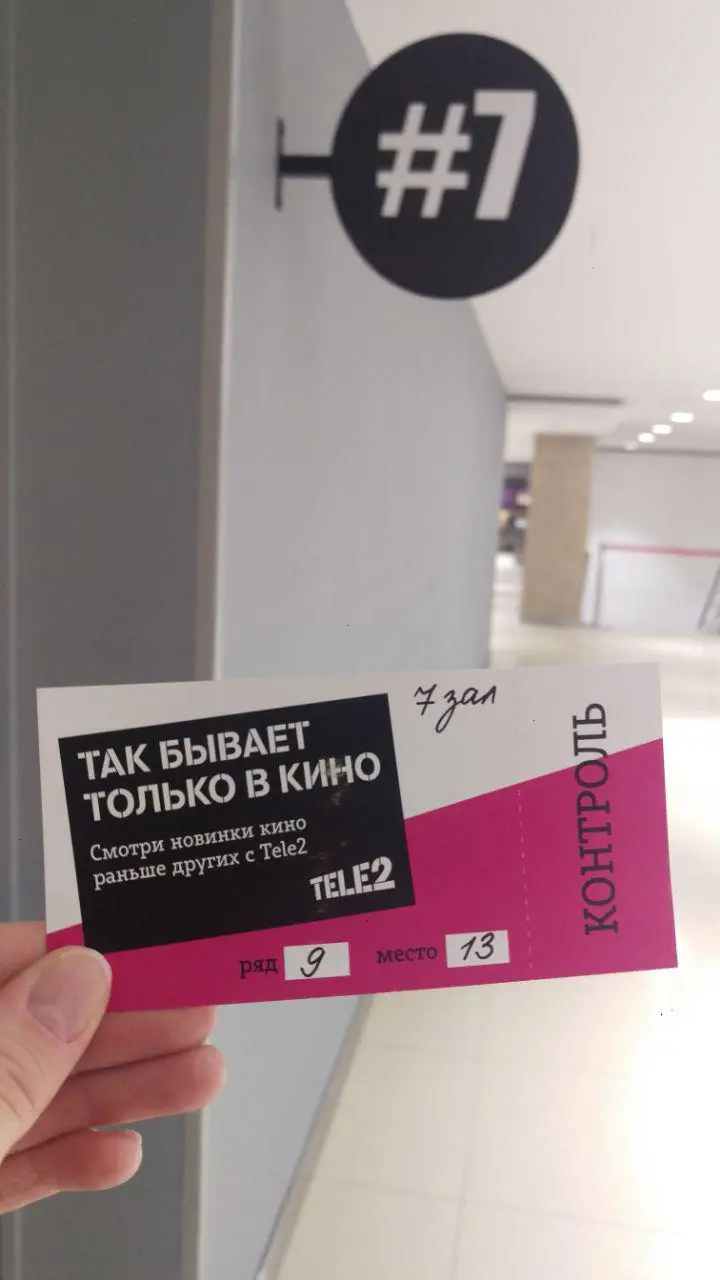 #7
7 зал
ТАК БЫВАЕТ
ТОЛЬКО В КИНО
Смотри новинки кино
раньше других с Tele2
TELE2
ряд 9 место 13
КОНТРОЛЬ